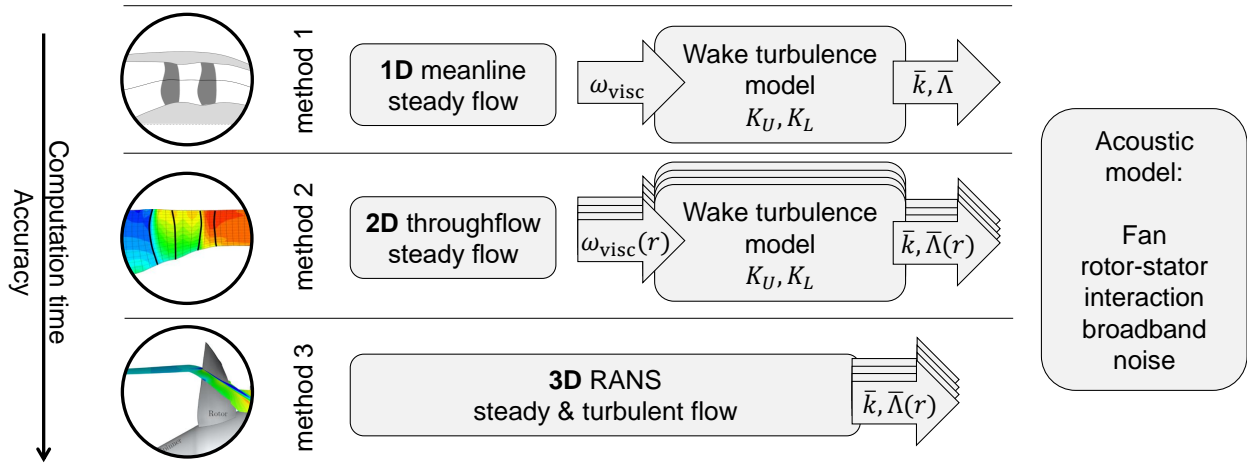 Computation time
Accuracy
method 1
1D meanline
steady flow
ω_visc
Wake turbulence
model
K_U, K_L
k̄, Λ̄
method 2
2D throughflow
steady flow
ω_visc(r)
Wake turbulence
model
K_U, K_L
k̄, Λ̄(r)
method 3
Rotor
3D RANS
steady & turbulent flow
k̄, Λ̄(r)
Acoustic
model:
Fan
rotor-stator
interaction
broadband
noise